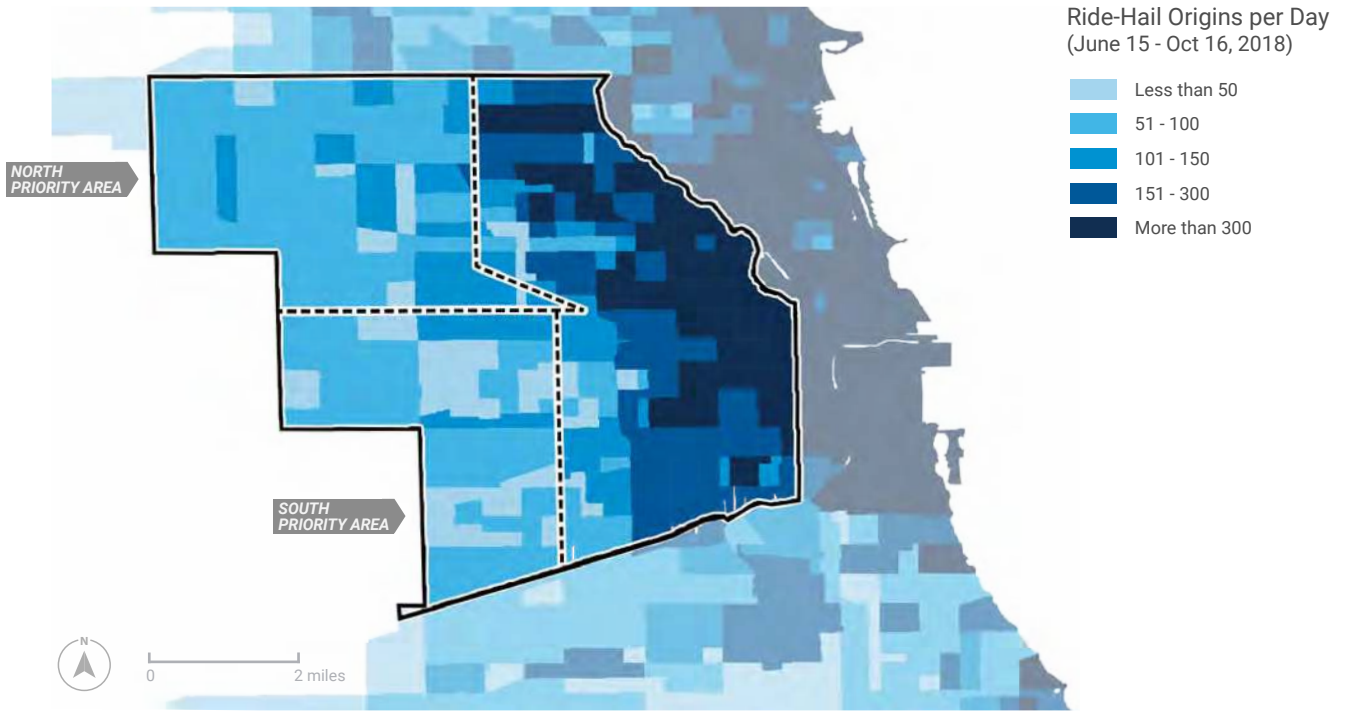 Ride-Hail Origins per Day
(June 15 - Oct 16, 2018)
Less than 50
51 - 100
101 - 150
151 - 300
More than 300
NORTH
PRIORITY AREA
SOUTH
PRIORITY AREA
N
0
2 miles